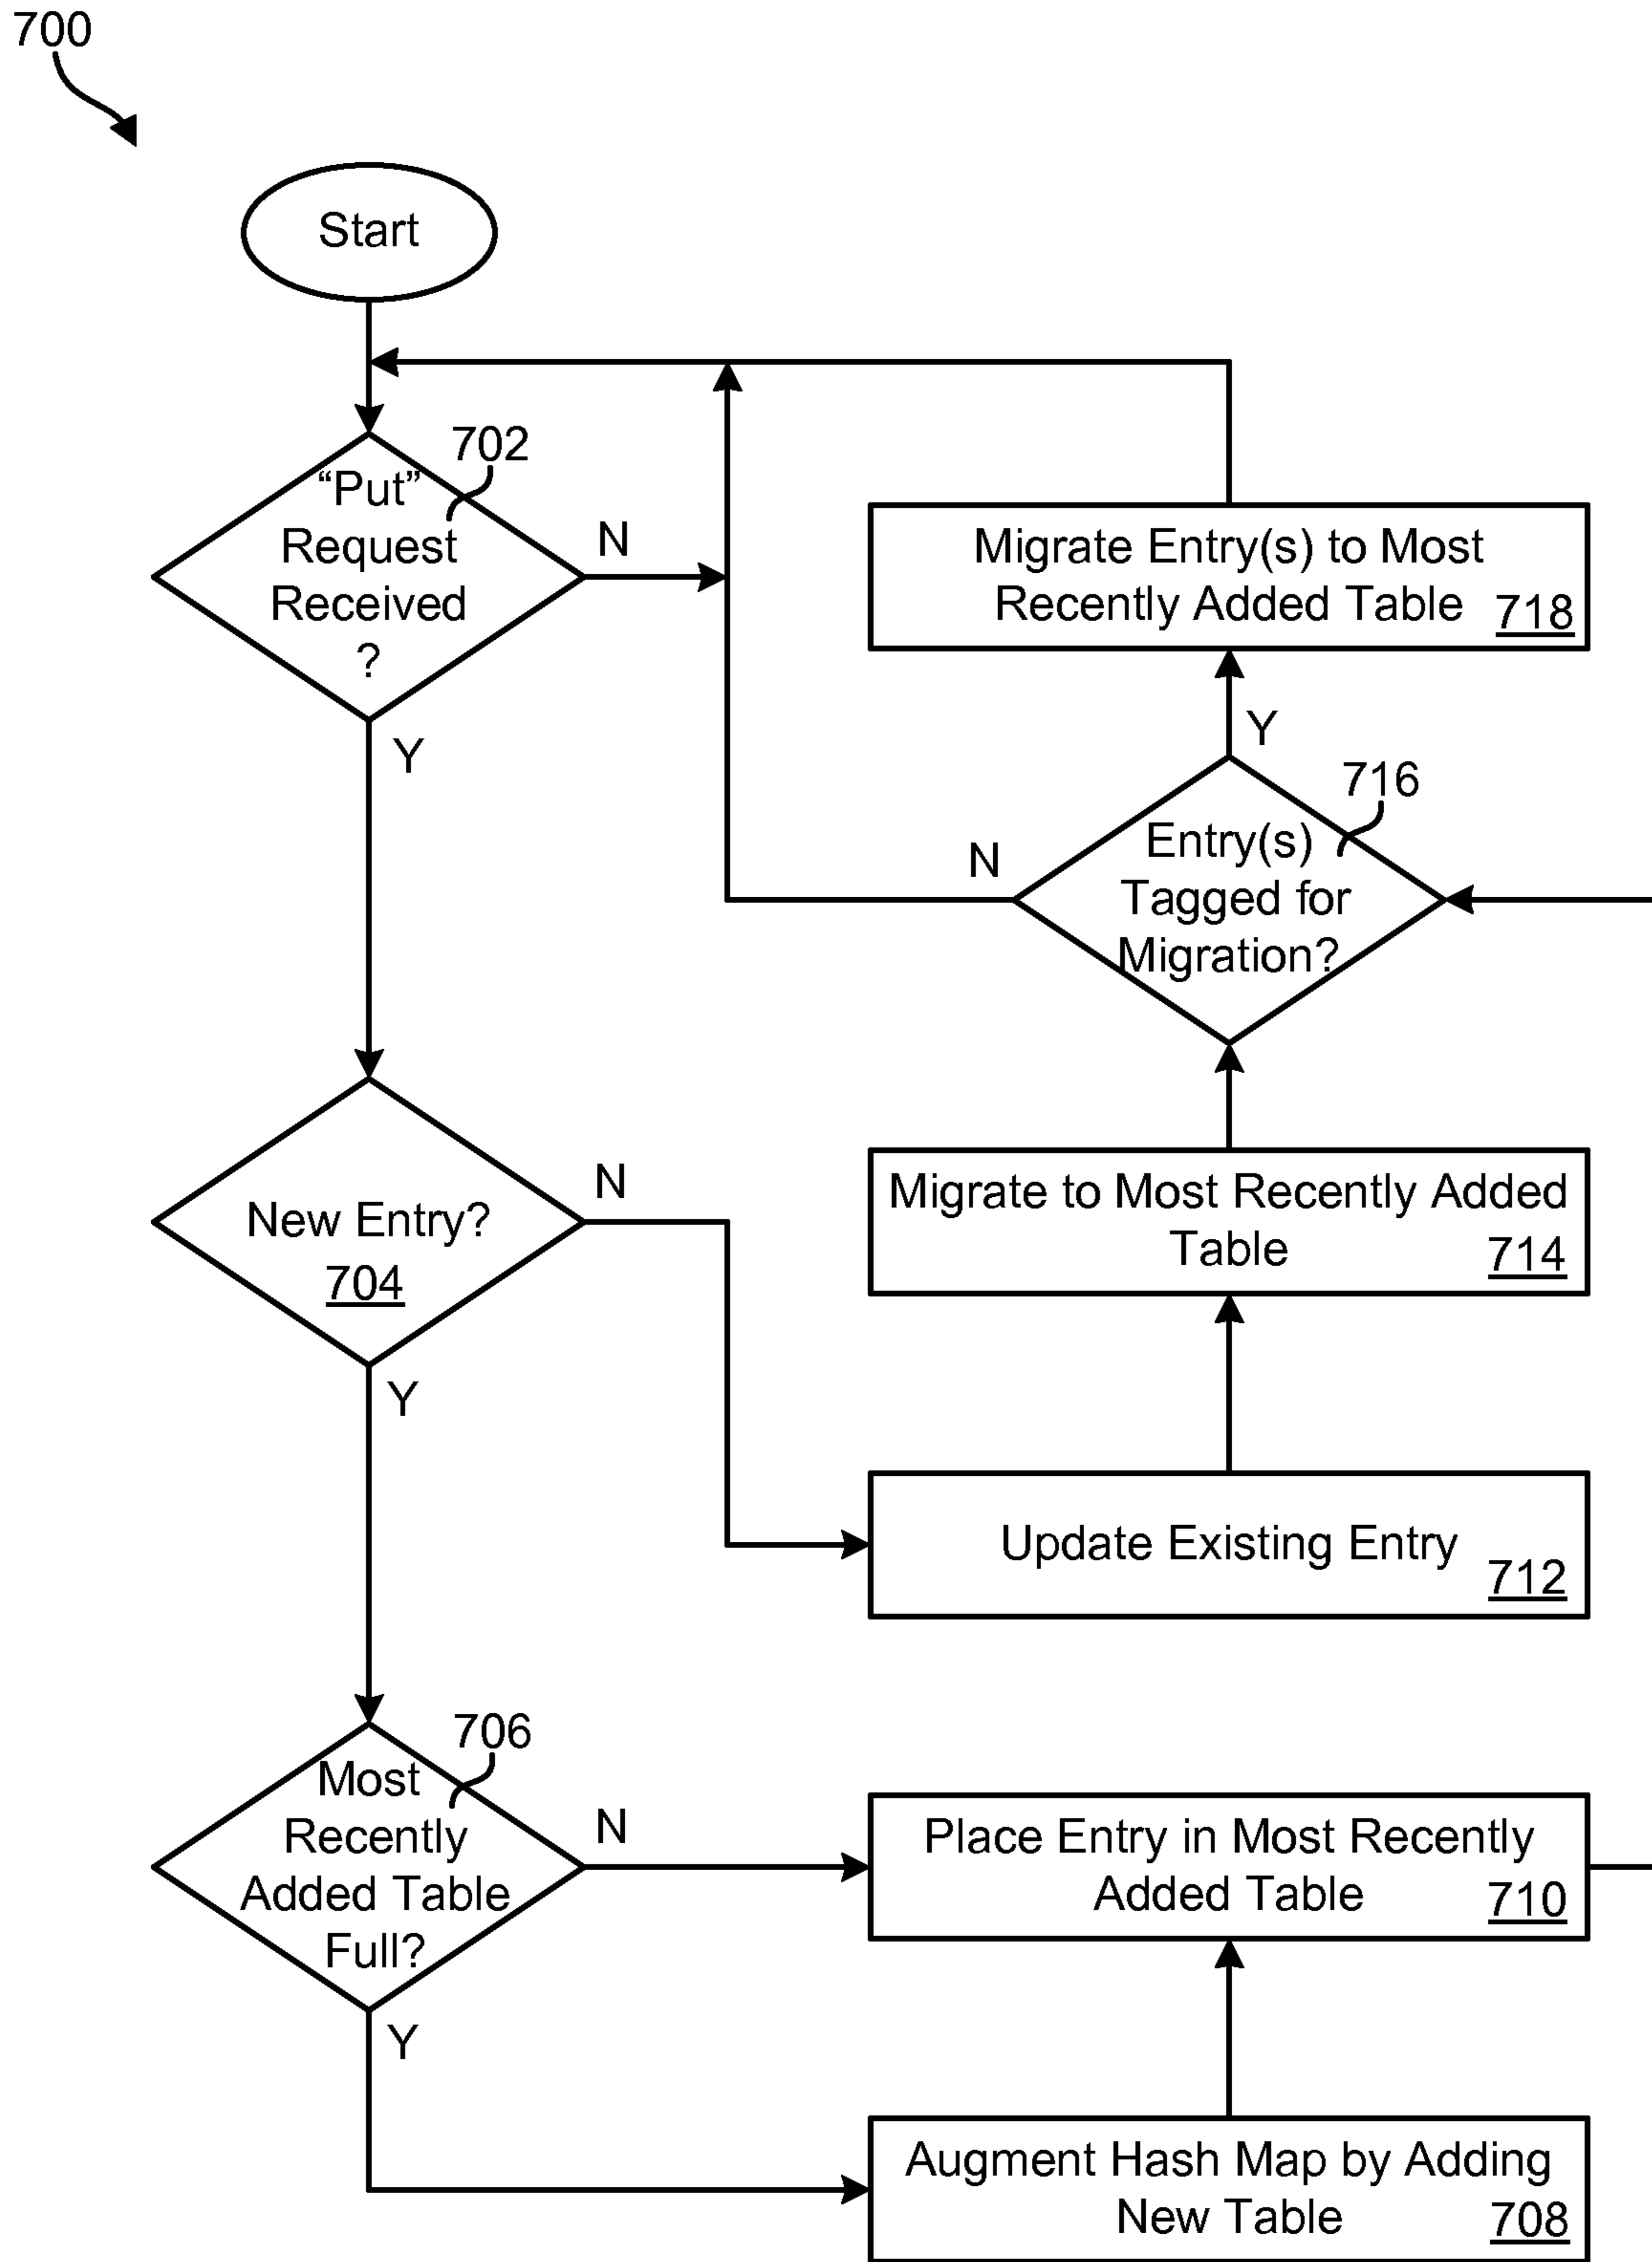 700
Start
702
“Put”
Request
Received
?
N
Y
Migrate Entry(s) to Most
Recently Added Table 718
Y
716
Entry(s)
Tagged for
Migration?
N
New Entry?
704
N
Y
Migrate to Most Recently Added
Table 714
Update Existing Entry 712
706
Most
Recently
Added Table
Full?
N
Y
Place Entry in Most Recently
Added Table 710
Augment Hash Map by Adding
New Table 708